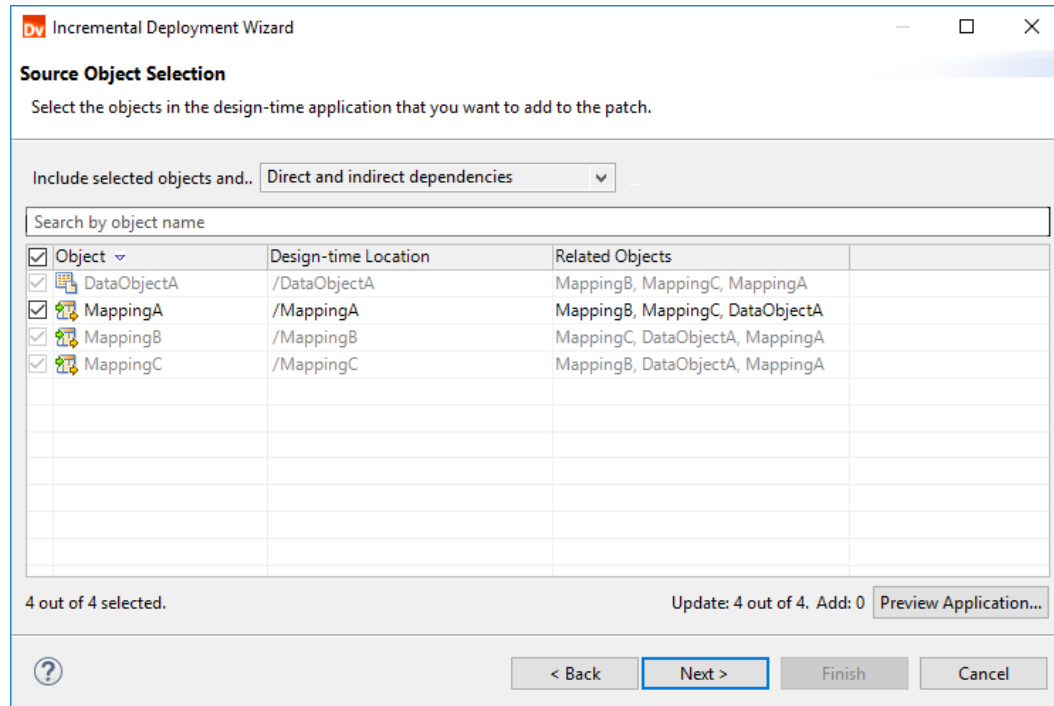 Dv Incremental Deployment Wizard
Source Object Selection
Select the objects in the design-time application that you want to add to the patch.
Include selected objects and.. Direct and indirect dependencies
Search by object name
Object Design-time Location Related Objects
DataObjectA /DataObjectA MappingB, MappingC, MappingA
MappingA /MappingA MappingB, MappingC, DataObjectA
MappingB /MappingB MappingC, DataObjectA, MappingA
MappingC /MappingC MappingB, DataObjectA, MappingA
4 out of 4 selected. Update: 4 out of 4. Add: 0 Preview Application...
? < Back Next > Finish Cancel